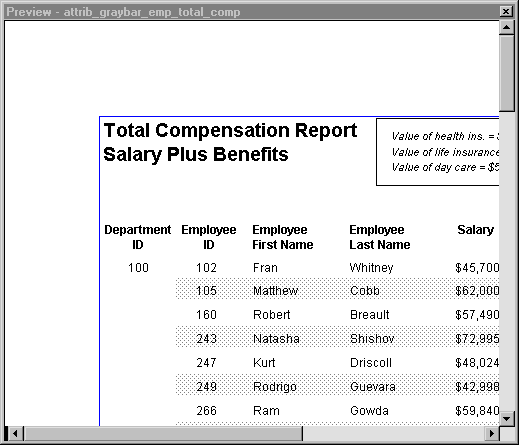 Preview - attrib_graybar_emp_total_comp
Total Compensation Report
Salary Plus Benefits
Value of health ins. = $
Value of life insurance
Value of day care = $5
Department ID Employee ID Employee First Name Employee Last Name Salary
100 102 Fran Whitney $45,700
105 Matthew Cobb $62,000
160 Robert Breault $57,490
243 Natasha Shishov $72,995
247 Kurt Driscoll $48,024
249 Rodrigo Guevara $42,998
266 Ram Gowda $59,840